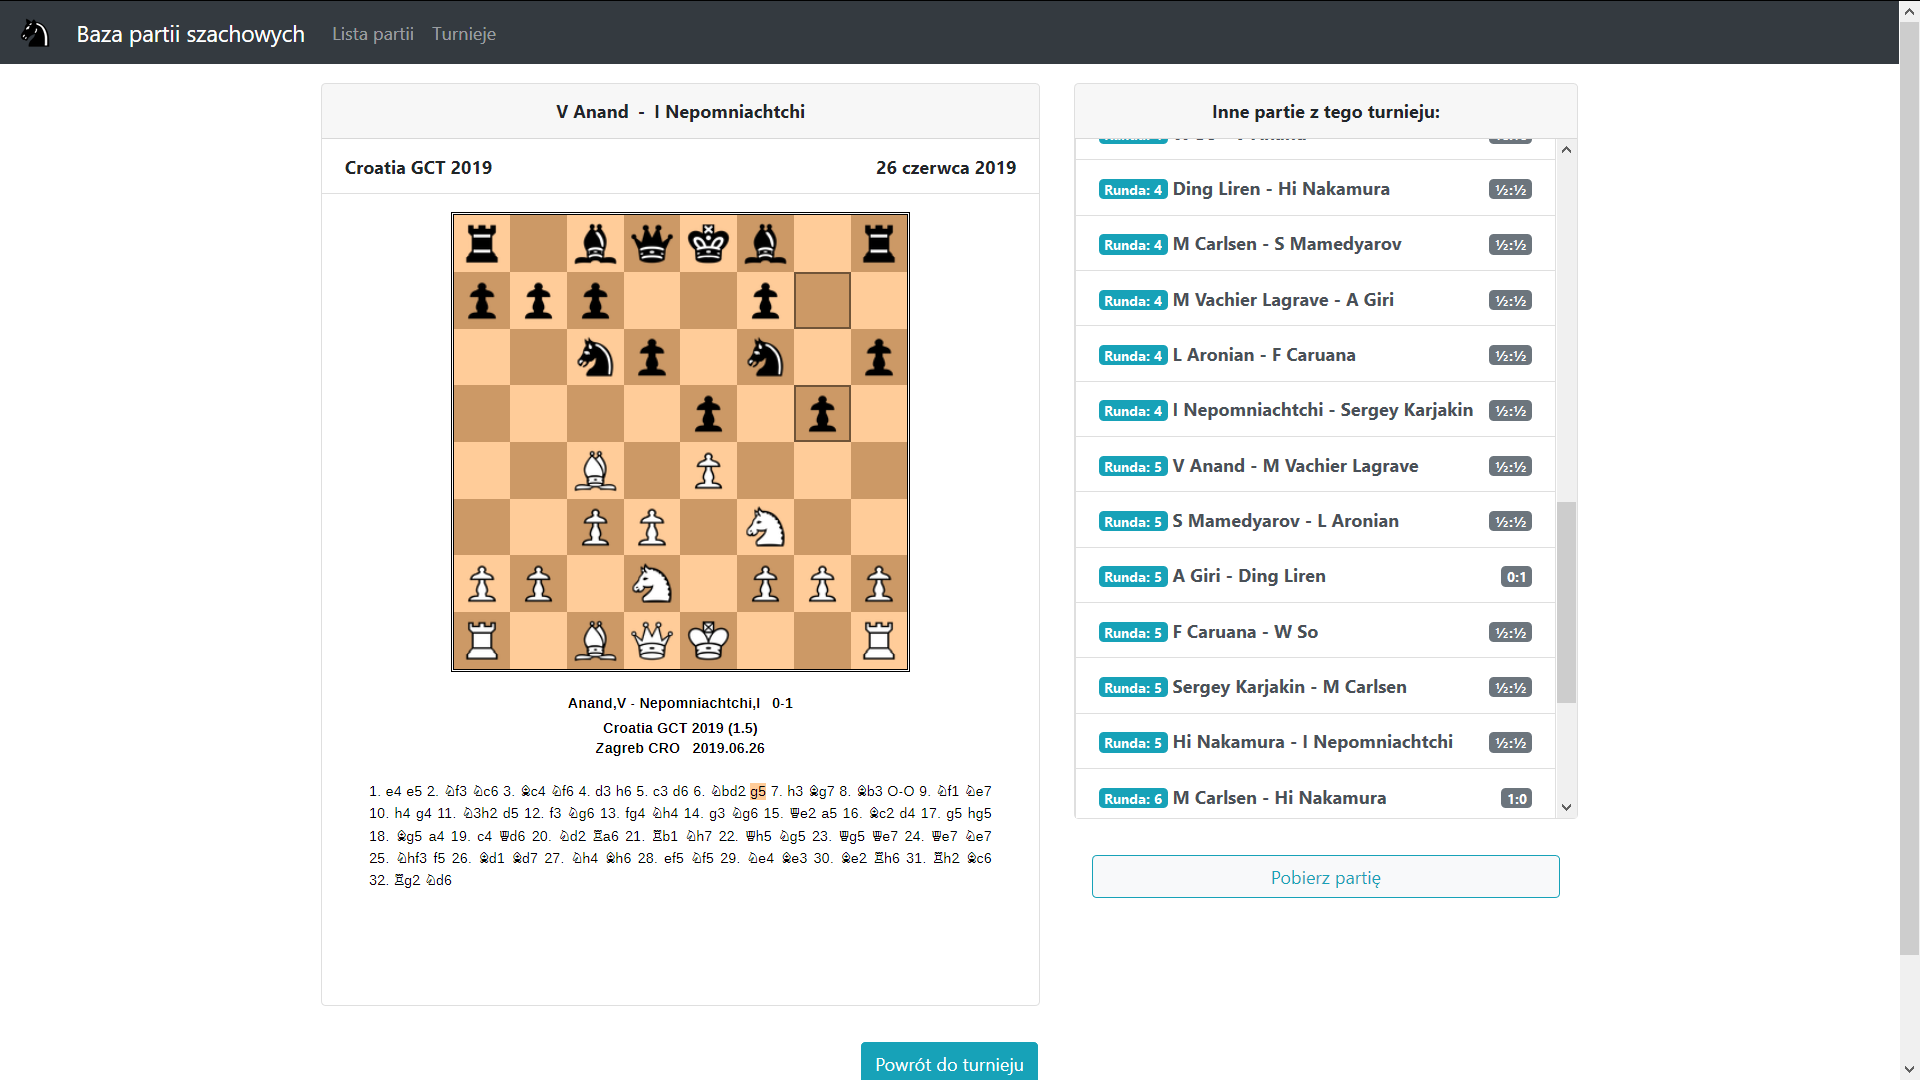 Baza partii szachowych Lista partii Turnieje
V Anand - I Nepomniachtchi
Croatia GCT 2019 26 czerwca 2019
Anand,V - Nepomniachtchi,I 0-1
Croatia GCT 2019 (1.5)
Zagreb CRO 2019.06.26
1. e4 e5 2. ♘f3 ♘c6 3. ♗c4 ♘f6 4. d3 h6 5. c3 d6 6. ♘bd2 g5 7. h3 ♗g7 8. ♗b3 O-O 9. ♘f1 ♘e7
10. h4 g4 11. ♘3h2 d5 12. f3 ♘g6 13. fg4 ♘h4 14. g3 ♘g6 15. ♕e2 a5 16. ♗c2 d4 17. g5 hg5
18. ♗g5 a4 19. c4 ♕d6 20. ♘d2 ♖a6 21. ♖b1 ♘h7 22. ♕h5 ♘g5 23. ♕g5 ♕e7 24. ♕e7 ♘e7
25. ♘hf3 f5 26. ♗d1 ♗d7 27. ♘h4 ♗h6 28. ef5 ♘f5 29. ♘e4 ♗e3 30. ♗e2 ♖h6 31. ♖h2 ♗c6
32. ♖g2 ♘d6
Powrót do turnieju
Inne partie z tego turnieju:
Runda: 4 Ding Liren - Hi Nakamura ½:½
Runda: 4 M Carlsen - S Mamedyarov ½:½
Runda: 4 M Vachier Lagrave - A Giri ½:½
Runda: 4 L Aronian - F Caruana ½:½
Runda: 4 I Nepomniachtchi - Sergey Karjakin ½:½
Runda: 5 V Anand - M Vachier Lagrave ½:½
Runda: 5 S Mamedyarov - L Aronian ½:½
Runda: 5 A Giri - Ding Liren 0:1
Runda: 5 F Caruana - W So ½:½
Runda: 5 Sergey Karjakin - M Carlsen ½:½
Runda: 5 Hi Nakamura - I Nepomniachtchi ½:½
Runda: 6 M Carlsen - Hi Nakamura 1:0
Pobierz partię